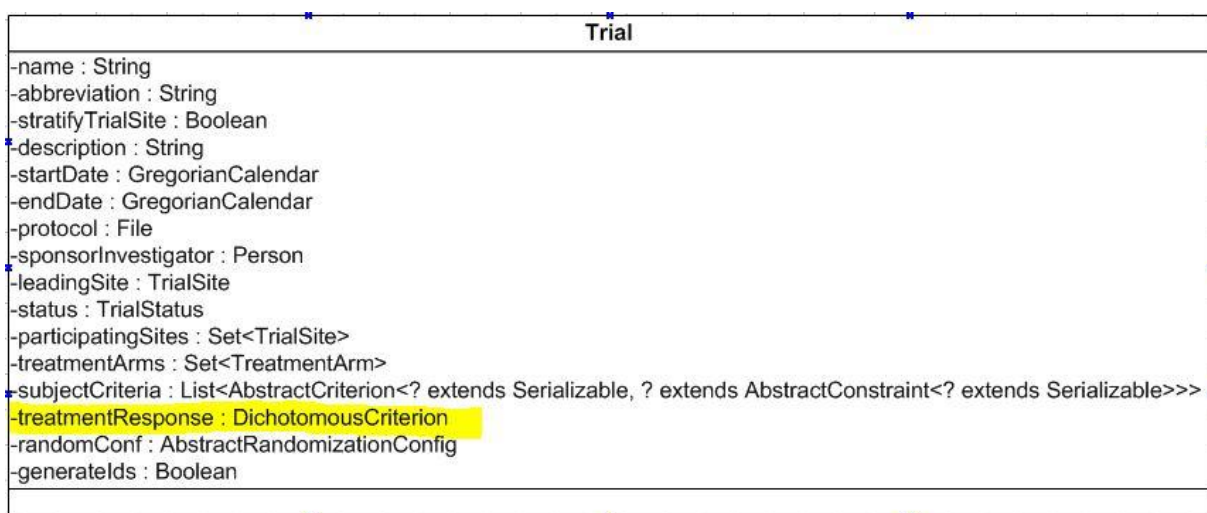 Trial
-name : String
-abbreviation : String
-stratifyTrialSite : Boolean
-description : String
-startDate : GregorianCalendar
-endDate : GregorianCalendar
-protocol : File
-sponsorInvestigator : Person
-leadingSite : TrialSite
-status : TrialStatus
-participatingSites : Set<TrialSite>
-treatmentArms : Set<TreatmentArm>
-subjectCriteria : List<AbstractCriterion<? extends Serializable, ? extends AbstractConstraint<? extends Serializable>>>
-treatmentResponse : DichotomousCriterion
-randomConf : AbstractRandomizationConfig
-generateIds : Boolean